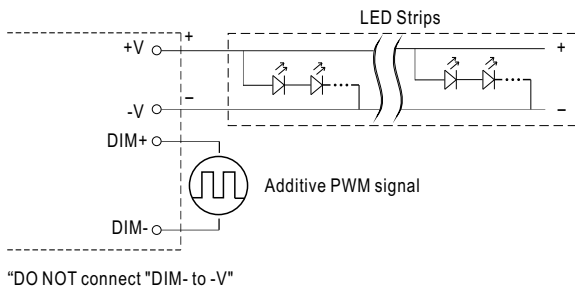 LED Strips
+V
+
+
-V
–
–
DIM+
Additive PWM signal
DIM-
“DO NOT connect "DIM- to -V"